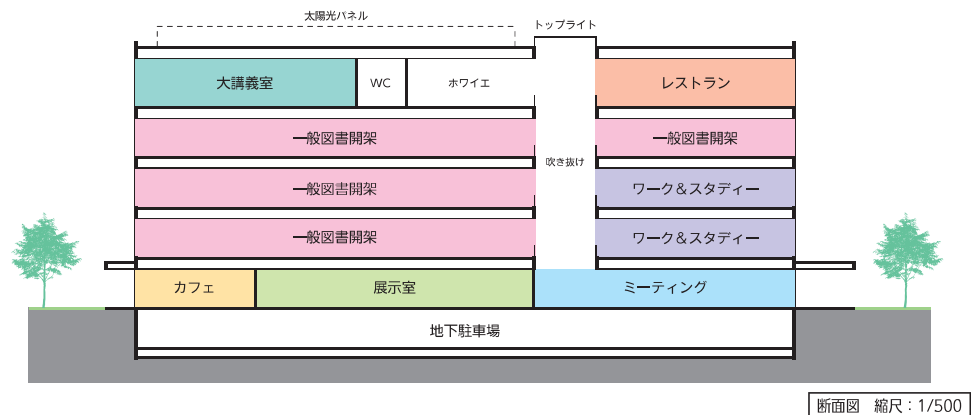 太陽光パネル
トップライト
大講義室
WC
ホワイエ
レストラン
一般図書開架
一般図書開架
吹き抜け
一般図書開架
ワーク＆スタディー
一般図書開架
ワーク＆スタディー
カフェ
展示室
ミーティング
地下駐車場
断面図　縮尺：1/500